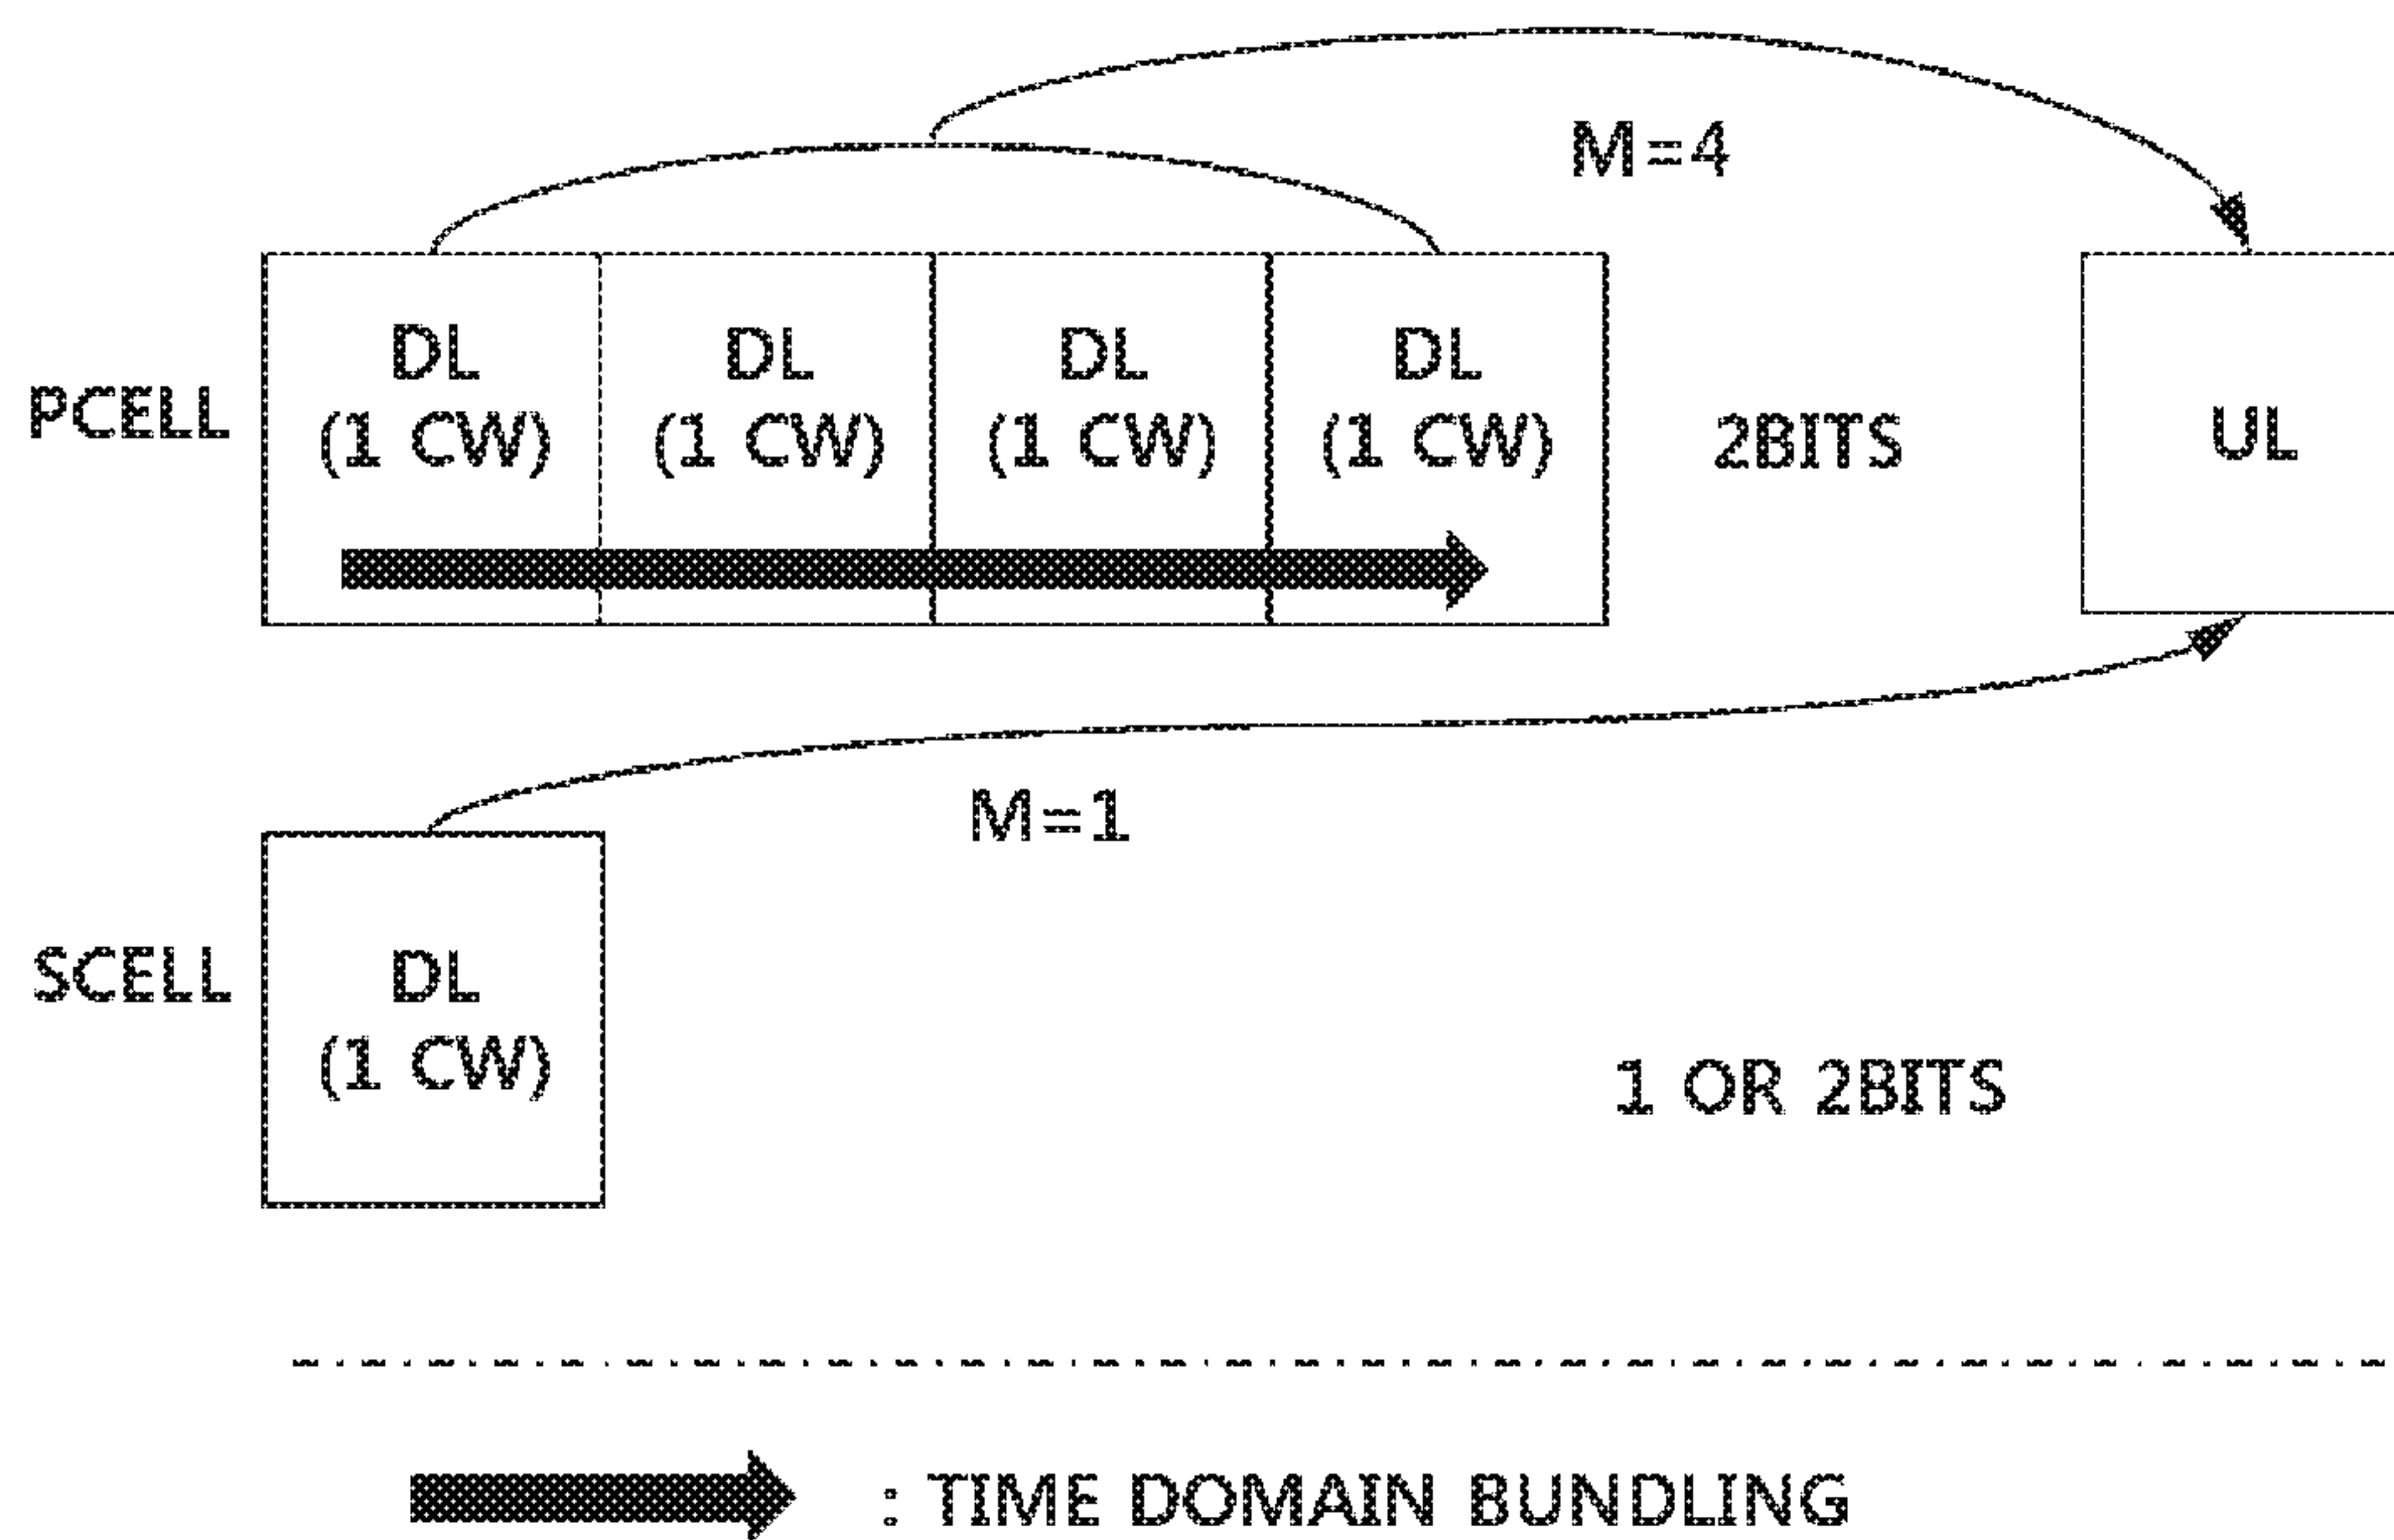 M=4
DL DL DL DL
PCELL (1 CW) (1 CW) (1 CW) (1 CW) 2BITS UL
M=1
SCELL DL
(1 CW)
1 OR 2BITS
: TIME DOMAIN BUNDLING